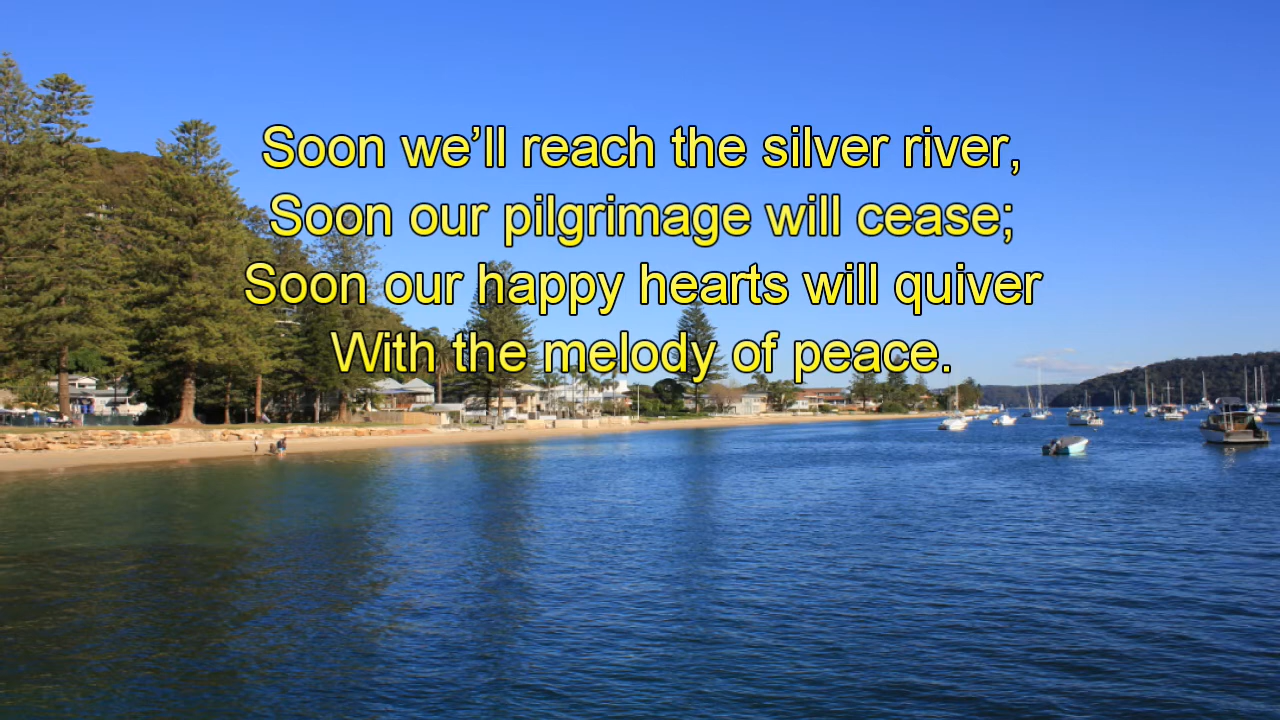 Soon we’ll reach the silver river,
Soon our pilgrimage will cease;
Soon our happy hearts will quiver
With the melody of peace.